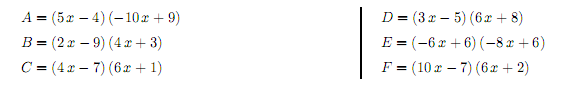 A = (5x − 4)(−10x + 9)
B = (2x − 9)(4x + 3)
C = (4x − 7)(6x + 1)
D = (3x − 5)(6x + 8)
E = (−6x + 6)(−8x + 6)
F = (10x − 7)(6x + 2)